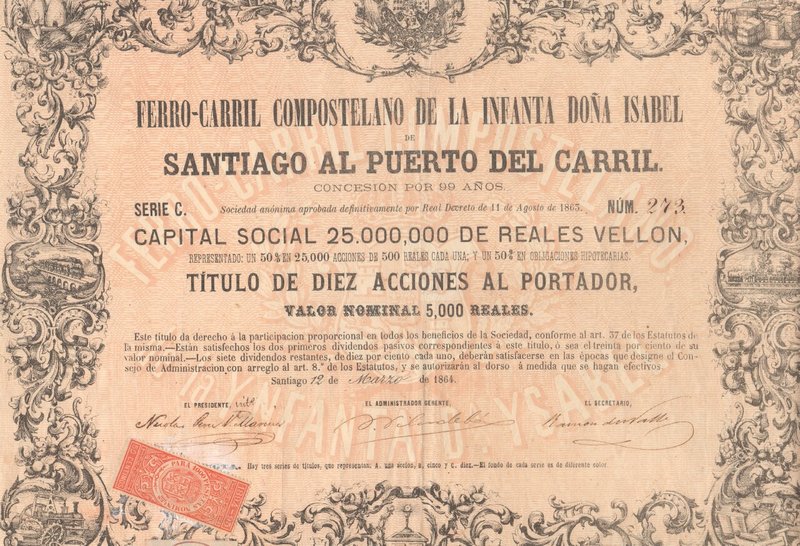 FERRO-CARRIL COMPOSTELANO DE LA INFANTA DOÑA ISABEL
DE
SANTIAGO AL PUERTO DEL CARRIL.
CONCESION POR 99 AÑOS.
SERIE C. Sociedad anónima aprobada definitivamente por Real Decreto de 11 de Agosto de 1863. NÚM. 273.
CAPITAL SOCIAL 25.000,000 DE REALES VELLON,
REPRESENTADO: UN 50% EN 25,000 ACCIONES DE 500 REALES CADA UNA; Y UN 50% EN OBLIGACIONES HIPOTECARIAS.
TÍTULO DE DIEZ ACCIONES AL PORTADOR,
VALOR NOMINAL 5,000 REALES.
Este título da derecho á la participacion proporcional en todos los beneficios de la Sociedad, conforme al art. 37 de los Estatutos de
la misma.—Están satisfechos los dos primeros dividendos pasivos correspondientes á este título, ó sea el treinta por ciento de su
valor nominal.—Los siete dividendos restantes, de diez por ciento cada uno, deberán satisfacerse en las épocas que designe el Con-
sejo de Administracion con arreglo al art. 8.º de los Estatutos, y se autorizarán al dorso á medida que se hagan efectivos.
Santiago 12 de Marzo de 1864.
EL PRESIDENTE, EL ADMINISTRADOR GERENTE, EL SECRETARIO,
Hay tres séries de títulos, que representan: A. una accion, B. cinco y C. diez.—El fondo de cada série es de diferente color.
PARA
FERRO-CARRIL COMPOSTELANO
INFANTA D. YSABEL